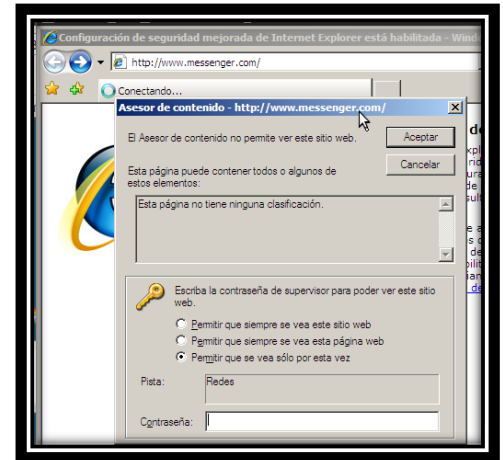 Configuración de seguridad mejorada de Internet Explorer está habilitada - Wind
http://www.messenger.com/
Conectando...
Asesor de contenido - http://www.messenger.com/
El Asesor de contenido no permite ver este sitio web.
Aceptar
Cancelar
Esta página puede contener todos o algunos de
estos elementos:
Esta página no tiene ninguna clasificación.
Escriba la contraseña de supervisor para poder ver este sitio
web.
Permitir que siempre se vea este sitio web
Permitir que siempre se vea esta página web
Permitir que se vea sólo por esta vez
Pista:
Redes
Contraseña: